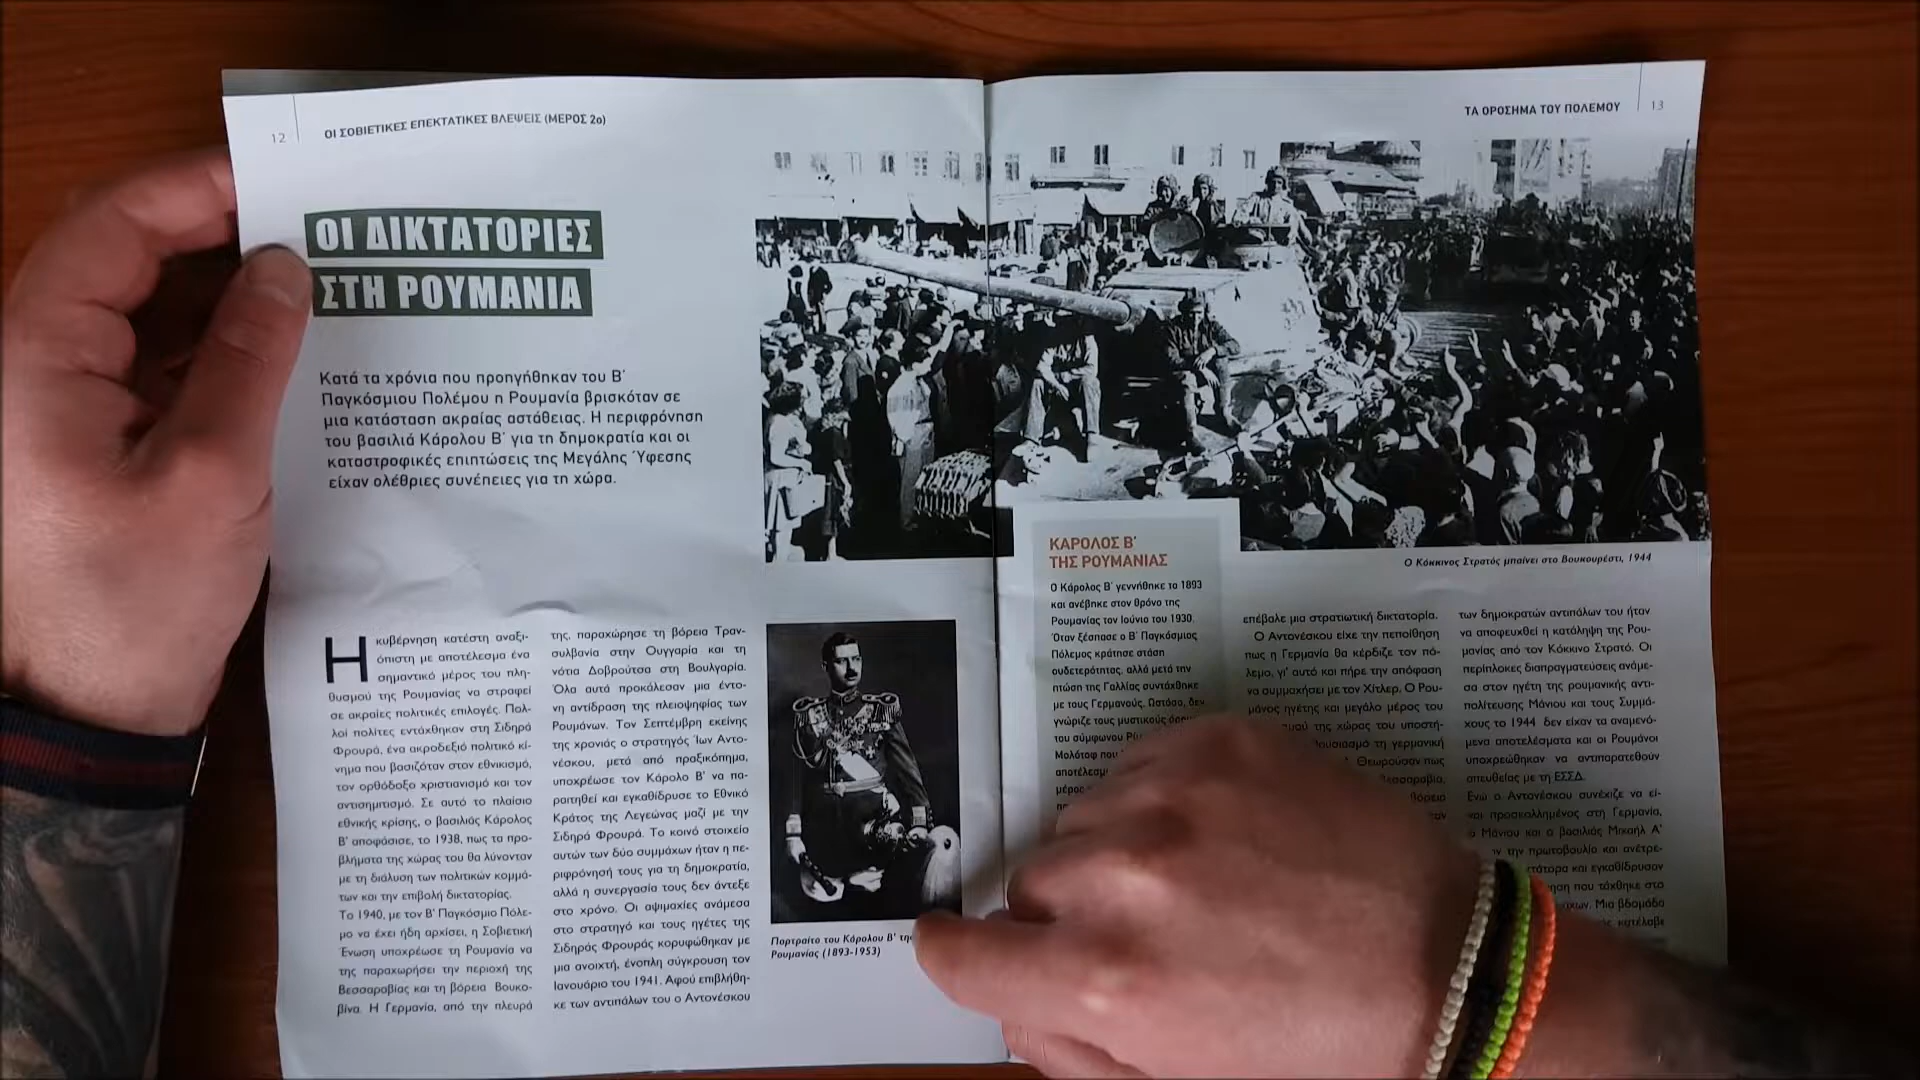 12
ΟΙ ΣΟΒΙΕΤΙΚΕΣ ΕΠΕΚΤΑΤΙΚΕΣ ΒΛΕΨΕΙΣ (ΜΕΡΟΣ 2ο)
ΟΙ ΔΙΚΤΑΤΟΡΙΕΣ
ΣΤΗ ΡΟΥΜΑΝΙΑ
Κατά τα χρόνια που προηγήθηκαν του Β΄
Παγκόσμιου Πολέμου η Ρουμανία βρισκόταν σε
μια κατάσταση ακραίας αστάθειας. Η περιφρόνηση
του βασιλιά Κάρολου Β΄ για τη δημοκρατία και οι
καταστροφικές επιπτώσεις της Μεγάλης Ύφεσης
είχαν ολέθριες συνέπειες για τη χώρα.
Η κυβέρνηση κατέστη αναξι-
όπιστη με αποτέλεσμα ένα
σημαντικό μέρος του πλη-
θυσμού της Ρουμανίας να στραφεί
σε ακραίες πολιτικές επιλογές. Πολ-
λοί πολίτες εντάχθηκαν στη Σιδηρά
Φρουρά, ένα ακροδεξιό πολιτικό κί-
νημα που βασιζόταν στον εθνικισμό,
τον ορθόδοξο χριστιανισμό και τον
αντισημιτισμό. Σε αυτό το πλαίσιο
εθνικής κρίσης, ο βασιλιάς Κάρολος
Β' αποφάσισε, το 1938, πως τα προ-
βλήματα της χώρας του θα λύνονταν
με τη διάλυση των πολιτικών κομμά-
των και την επιβολή δικτατορίας.
Το 1940, με τον Β' Παγκόσμιο Πόλε-
μο να έχει ήδη αρχίσει, η Σοβιετική
Ένωση υποχρέωσε τη Ρουμανία να
της παραχωρήσει την περιοχή της
Βεσσαραβίας και τη βόρεια Βουκο-
βίνα. Η Γερμανία, από την πλευρά
της, παραχώρησε τη βόρεια Τραν-
συλβανία στην Ουγγαρία και τη
νότια Δοβρούτσα στη Βουλγαρία.
Όλα αυτά προκάλεσαν μια έντο-
νη αντίδραση της πλειοψηφίας των
Ρουμάνων. Τον Σεπτέμβρη εκείνης
της χρονιάς ο στρατηγός Ίων Αντο-
νέσκου, μετά από πραξικόπημα,
υποχρέωσε τον Κάρολο Β' να πα-
ραιτηθεί και εγκαθίδρυσε το Εθνικό
Κράτος της Λεγεώνας μαζί με την
Σιδηρά Φρουρά. Το κοινό στοιχείο
αυτών των δύο συμμάχων ήταν η πε-
ριφρόνησή τους για τη δημοκρατία,
αλλά η συνεργασία τους δεν άντεξε
στο χρόνο. Οι αψιμαχίες ανάμεσα
στο στρατηγό και τους ηγέτες της
Σιδηράς Φρουράς κορυφώθηκαν με
μια ανοιχτή, ένοπλη σύγκρουση τον
Ιανουάριο του 1941. Αφού επιβλήθη-
κε των αντιπάλων του ο Αντονέσκου
Πορτραίτο του Κάρολου Β' της
Ρουμανίας (1893-1953)
ΤΑ ΟΡΟΣΗΜΑ ΤΟΥ ΠΟΛΕΜΟΥ
13
Ο Κόκκινος Στρατός μπαίνει στο Βουκουρέστι, 1944
ΚΑΡΟΛΟΣ Β'
ΤΗΣ ΡΟΥΜΑΝΙΑΣ
Ο Κάρολος Β' γεννήθηκε το 1893
και ανέβηκε στον θρόνο της
Ρουμανίας τον Ιούνιο του 1930.
Όταν ξέσπασε ο Β' Παγκόσμιος
Πόλεμος κράτησε στάση
ουδετερότητας, αλλά μετά την
πτώση της Γαλλίας συντάχθηκε
με τους Γερμανούς. Ωστόσο, δεν
γνώριζε τους μυστικούς
του σύμφωνου
Μολότοφ που
επέβαλε μια στρατιωτική δικτατορία.
Ο Αντονέσκου είχε την πεποίθηση
πως η Γερμανία θα κέρδιζε τον πό-
λεμο, γι' αυτό και πήρε την απόφαση
να συμμαχήσει με τον Χίτλερ. Ο Ρου-
μάνος ηγέτης και μεγάλο μέρος του
της χώρας του υποστή-
τη γερμανική
Θεωρούσαν πως
των δημοκρατών αντιπάλων του ήταν
να αποφευχθεί η κατάληψη της Ρου-
μανίας από τον Κόκκινο Στρατό. Οι
περίπλοκες διαπραγματεύσεις ανάμε-
σα στον ηγέτη της ρουμανικής αντι-
πολίτευσης Μάνιου και τους Συμμά-
χους το 1944 δεν είχαν τα αναμενό-
μενα αποτελέσματα και οι Ρουμάνοι
υποχρεώθηκαν να αντιπαρατεθούν
απευθείας με τη ΕΣΣΔ.
Ενώ ο Αντονέσκου συνέχιζε να εί-
ναι προσκολλημένος στη Γερμανία,
ο Μάνιου και ο βασιλιάς Μιχαήλ Α'
την πρωτοβουλία και ανέτρε-
και εγκαθίδρυσαν
που τάχθηκε στο
Μια βδομάδα
κατέλαβε